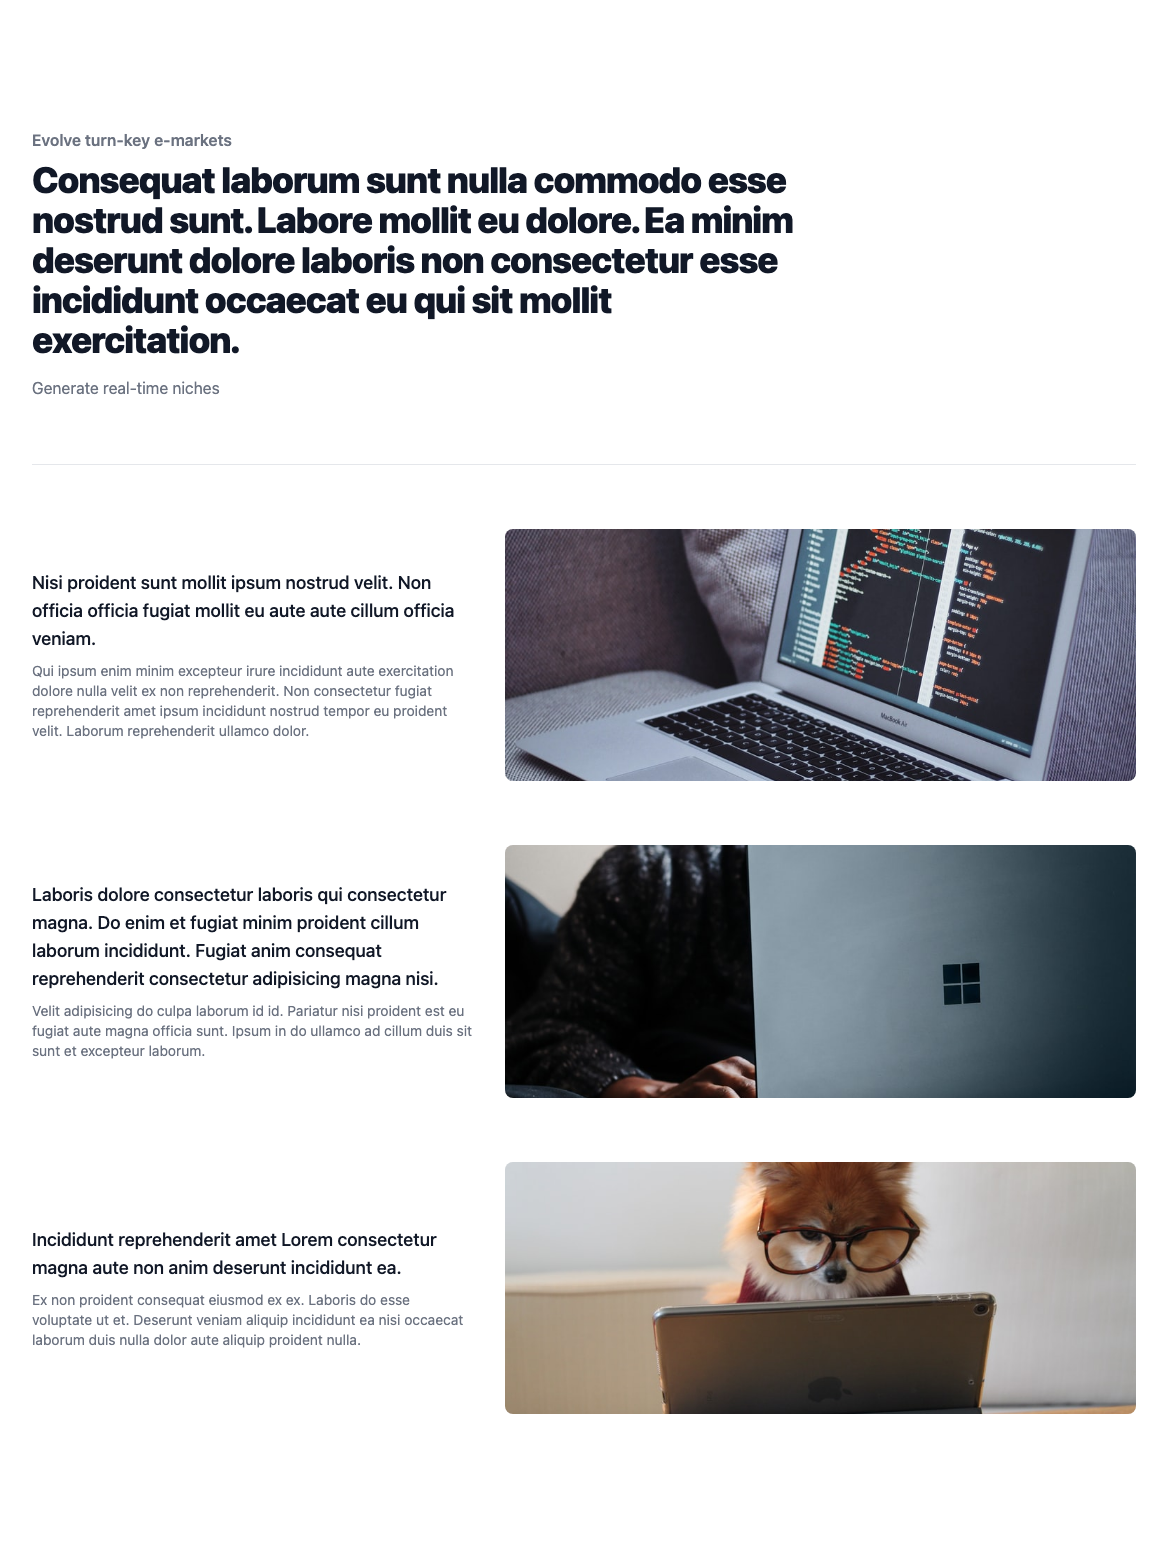 Evolve turn-key e-markets
Consequat laborum sunt nulla commodo esse
nostrud sunt. Labore mollit eu dolore. Ea minim
deserunt dolore laboris non consectetur esse
incididunt occaecat eu qui sit mollit
exercitation.
Generate real-time niches
Nisi proident sunt mollit ipsum nostrud velit. Non
officia officia fugiat mollit eu aute aute cillum officia
veniam.
Qui ipsum enim minim excepteur irure incididunt aute exercitation
dolore nulla velit ex non reprehenderit. Non consectetur fugiat
reprehenderit amet ipsum incididunt nostrud tempor eu proident
velit. Laborum reprehenderit ullamco dolor.
MacBook Air
Laboris dolore consectetur laboris qui consectetur
magna. Do enim et fugiat minim proident cillum
laborum incididunt. Fugiat anim consequat
reprehenderit consectetur adipisicing magna nisi.
Velit adipisicing do culpa laborum id id. Pariatur nisi proident est eu
fugiat aute magna officia sunt. Ipsum in do ullamco ad cillum duis sit
sunt et excepteur laborum.
Incididunt reprehenderit amet Lorem consectetur
magna aute non anim deserunt incididunt ea.
Ex non proident consequat eiusmod ex ex. Laboris do esse
voluptate ut et. Deserunt veniam aliquip incididunt ea nisi occaecat
laborum duis nulla dolor aute aliquip proident nulla.